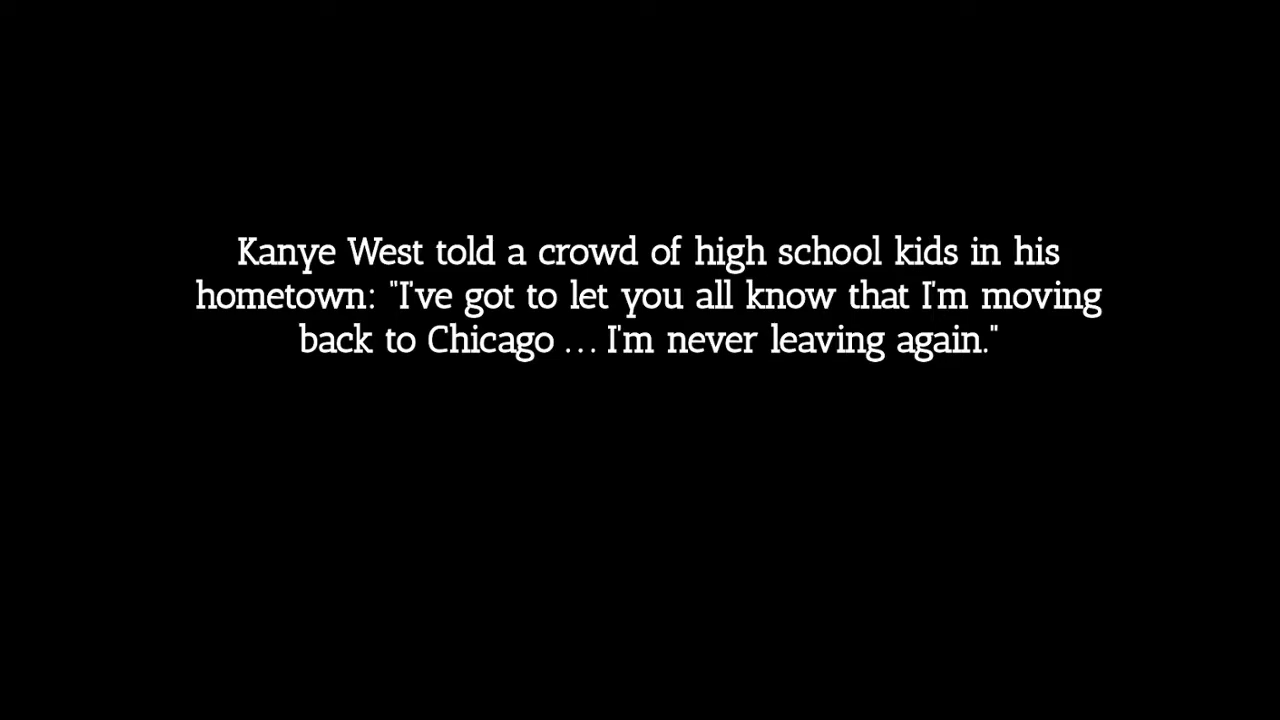 Kanye West told a crowd of high school kids in his
hometown: "I've got to let you all know that I'm moving
back to Chicago ... I'm never leaving again."